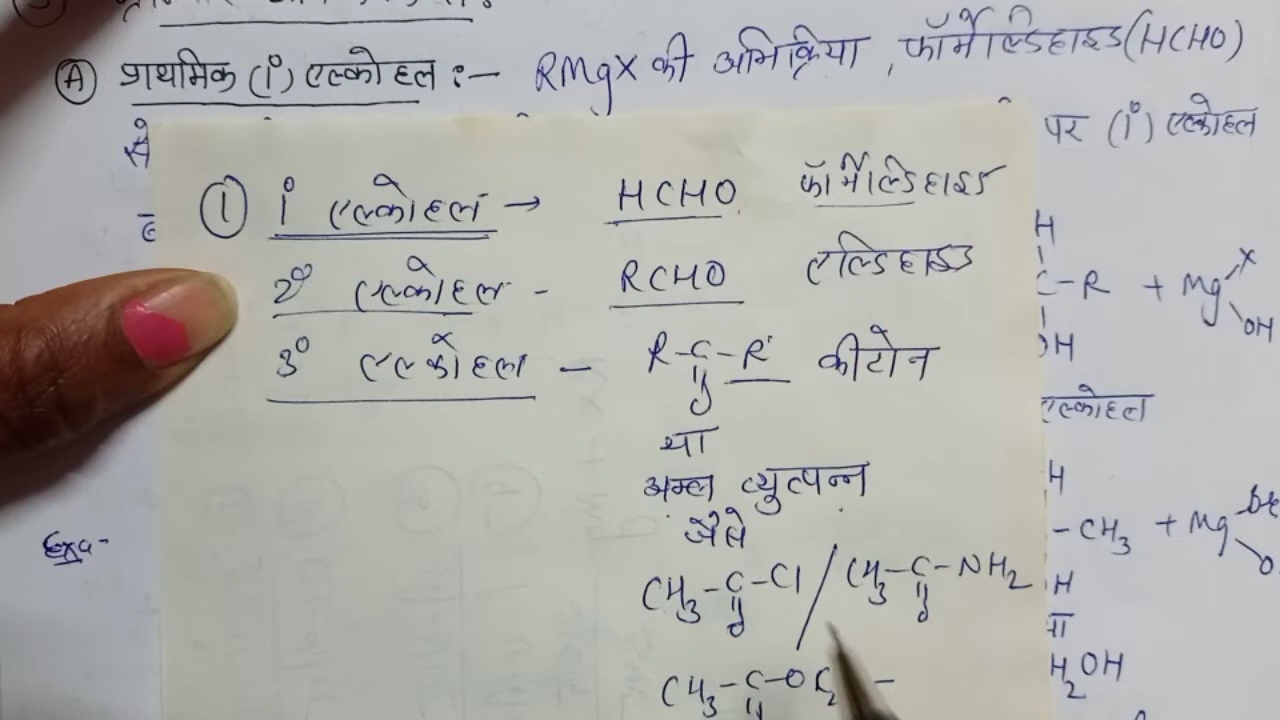 (A) प्राथमिक (1°) एल्कोहल :— RMgX की अभिक्रिया, फॉर्मेल्डिहाइड (HCHO)
से
पर (1°) एल्कोहल
① 1° एल्कोहल → HCHO फॉर्मेल्डिहाइड
2° एल्कोहल - RCHO एल्डिहाइड
3° एल्कोहल — R-C-R' कीटोन
O
या
अम्ल व्युत्पन्न
जैसे
CH3-C-Cl / CH3-C-NH2
O O
CH3-C-O
H
C-R + Mg X
OH
OH
एल्कोहल
Exa-
H
-CH3 + Mg
H
H2OH